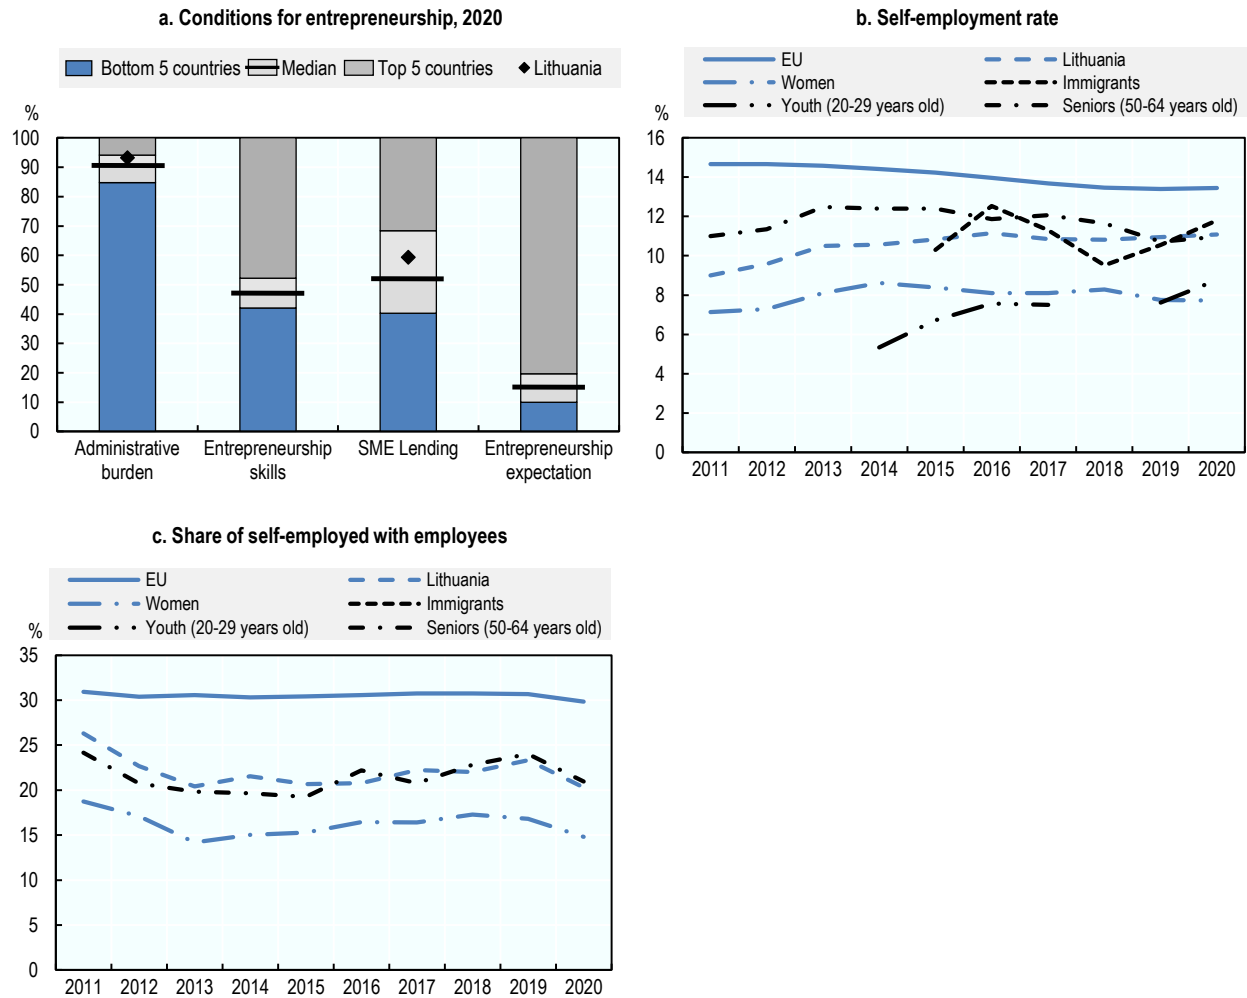 a. Conditions for entrepreneurship, 2020
Bottom 5 countries Median Top 5 countries Lithuania
%
100
90
80
70
60
50
40
30
20
10
0
Administrative burden
Entrepreneurship skills
SME Lending
Entrepreneurship expectation
b. Self-employment rate
EU Lithuania
Women Immigrants
Youth (20-29 years old) Seniors (50-64 years old)
%
16
14
12
10
8
6
4
2
0
2011 2012 2013 2014 2015 2016 2017 2018 2019 2020
c. Share of self-employed with employees
EU Lithuania
Women Immigrants
Youth (20-29 years old) Seniors (50-64 years old)
%
35
30
25
20
15
10
5
0
2011 2012 2013 2014 2015 2016 2017 2018 2019 2020